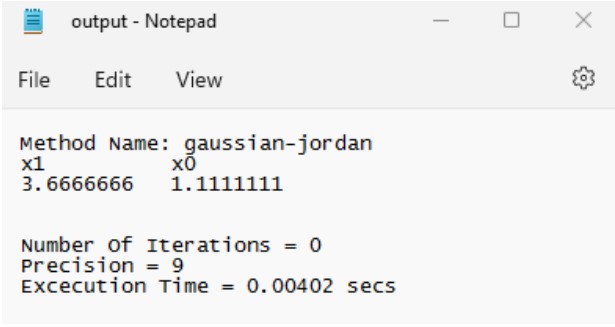 output - Notepad
File Edit View
Method Name: gaussian-jordan
x1 x0
3.6666666 1.1111111
Number Of Iterations = 0
Precision = 9
Excecution Time = 0.00402 secs